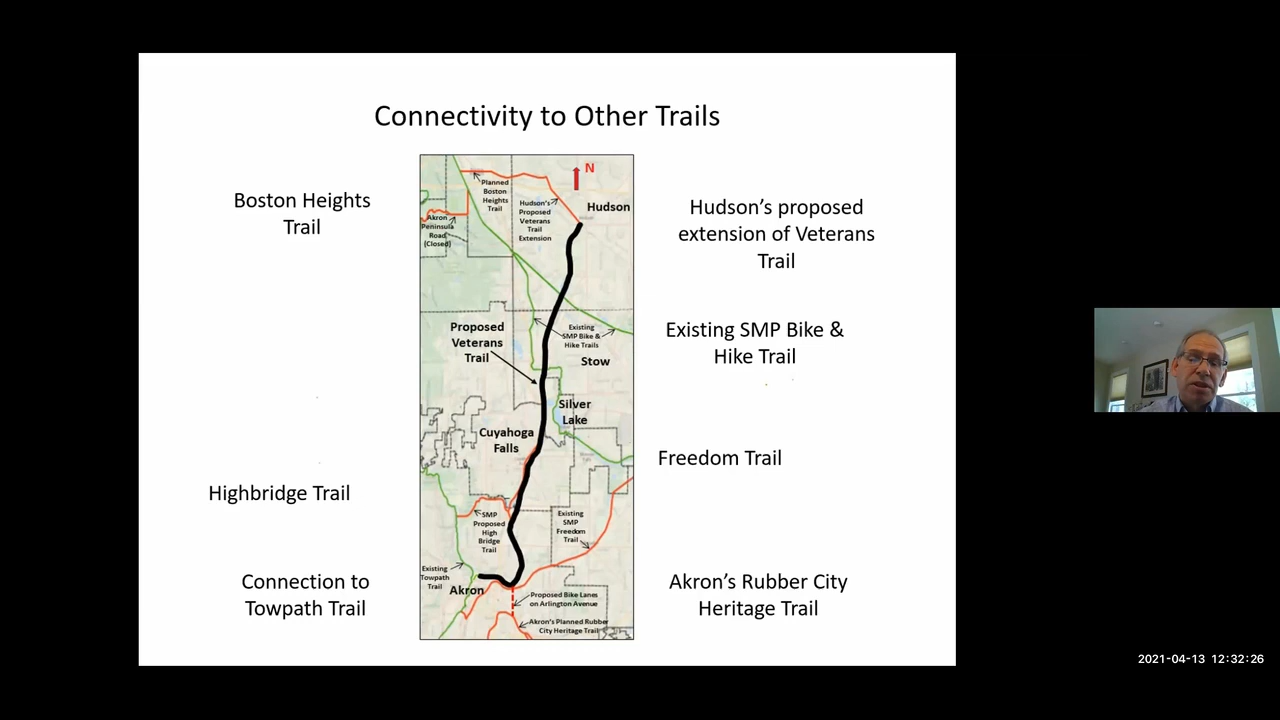 Connectivity to Other Trails
Boston Heights
Trail
Highbridge Trail
Connection to
Towpath Trail
N
Planned
Boston
Heights
Trail
Hudson's
Proposed
Veterans
Trail
Extension
Hudson
Akron
Peninsula
Road
(Closed)
Proposed
Veterans
Trail
Existing
SMP Bike &
Hike Trails
Stow
Silver
Lake
Cuyahoga
Falls
SMP
Proposed
High
Bridge
Trail
Existing
SMP
Freedom
Trail
Existing
Towpath
Trail
Akron
Proposed Bike Lanes
on Arlington Avenue
Akron's Planned Rubber
City Heritage Trail
Hudson's proposed
extension of Veterans
Trail
Existing SMP Bike &
Hike Trail
Freedom Trail
Akron's Rubber City
Heritage Trail
2021-04-13 12:32:26